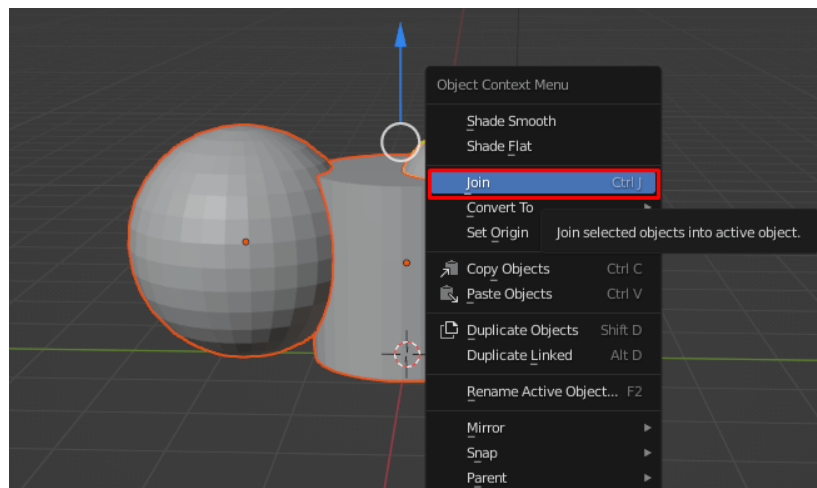 Object Context Menu
Shade Smooth
Shade Flat
Join Ctrl J
Convert To
Set Origin
Join selected objects into active object.
Copy Objects Ctrl C
Paste Objects Ctrl V
Duplicate Objects Shift D
Duplicate Linked Alt D
Rename Active Object... F2
Mirror
Snap
Parent